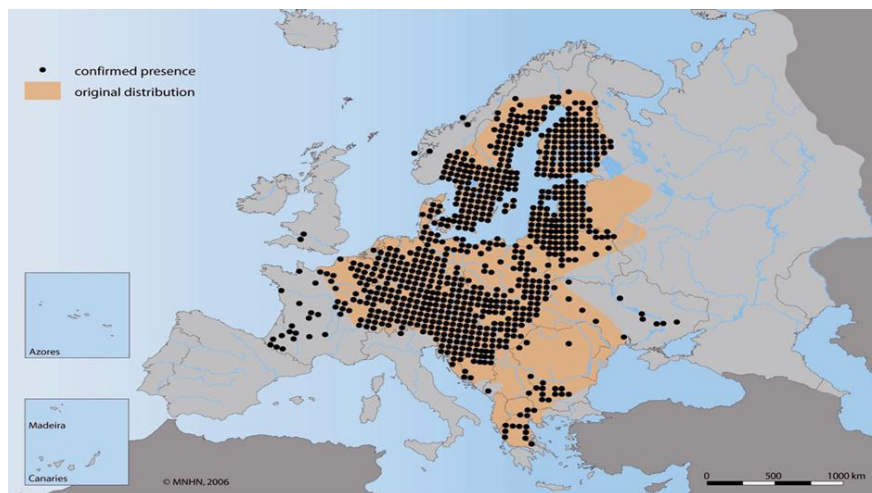 confirmed presence
original distribution
Azores
Madeira
Canaries
© MNHN, 2006
0 500 1000 km